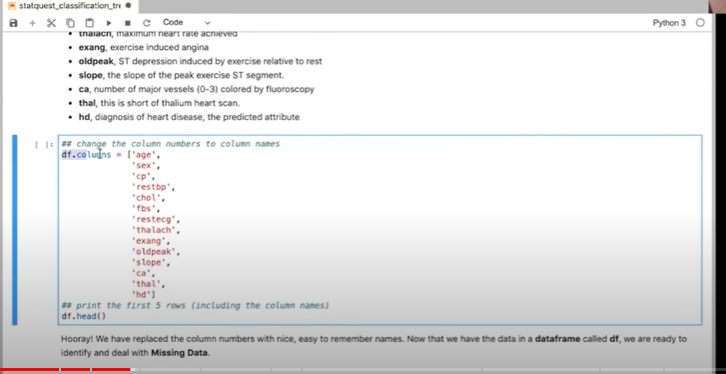 statquest_classification_tre
Code
Python 3
thalach, maximum heart rate achieved
exang, exercise induced angina
oldpeak, ST depression induced by exercise relative to rest
slope, the slope of the peak exercise ST segment.
ca, number of major vessels (0-3) colored by fluoroscopy
thal, this is short of thalium heart scan.
hd, diagnosis of heart disease, the predicted attribute
[ ]: ## change the column numbers to column names
df.columns = ['age',
'sex',
'cp',
'restbp',
'chol',
'fbs',
'restecg',
'thalach',
'exang',
'oldpeak',
'slope',
'ca',
'thal',
'hd']
## print the first 5 rows (including the column names)
df.head()
Hooray! We have replaced the column numbers with nice, easy to remember names. Now that we have the data in a dataframe called df, we are ready to
identify and deal with Missing Data.